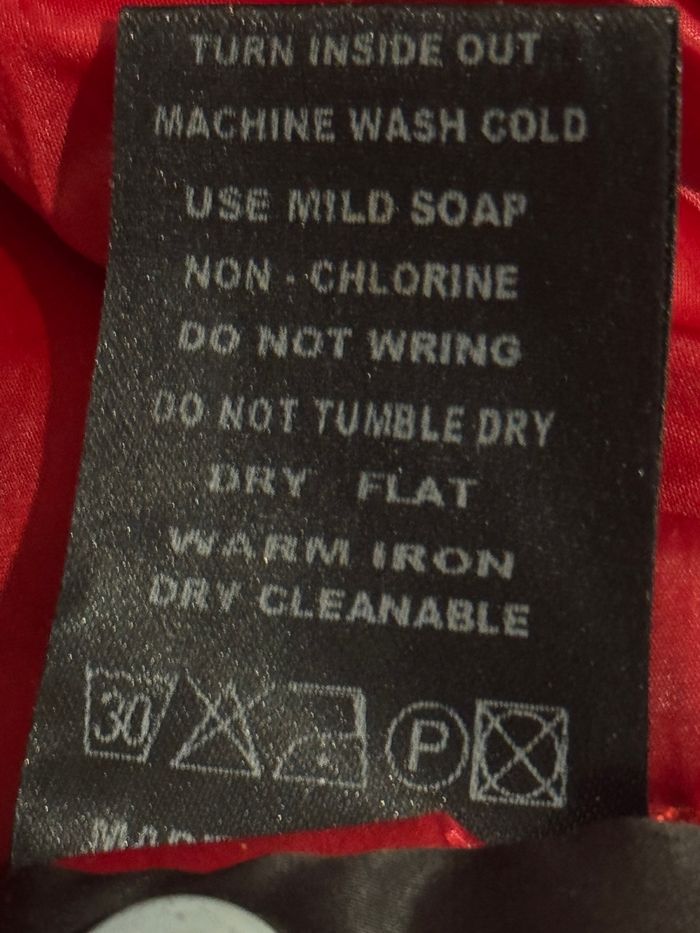 TURN INSIDE OUT
MACHINE WASH COLD
USE MILD SOAP
NON - CHLORINE
DO NOT WRING
DO NOT TUMBLE DRY
DRY FLAT
WARM IRON
DRY CLEANABLE
30 P